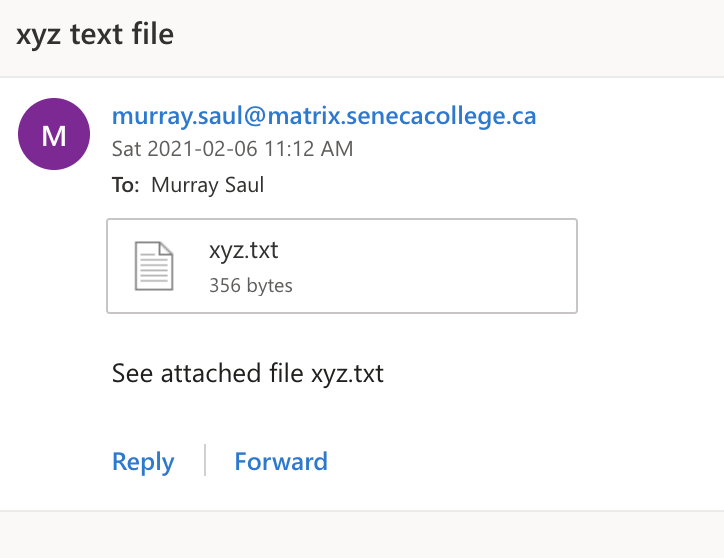 xyz text file
M
murray.saul@matrix.senecacollege.ca
Sat 2021-02-06 11:12 AM
To: Murray Saul
xyz.txt
356 bytes
See attached file xyz.txt
Reply | Forward